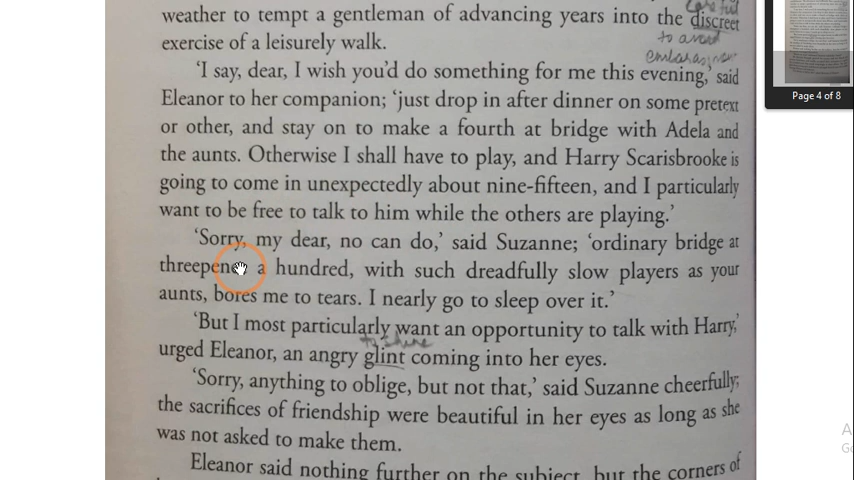 careful
weather to tempt a gentleman of advancing years into the discreet
to avoid
exercise of a leisurely walk.
'I say, dear, I wish you'd do something for me this evening,' said
Eleanor to her companion; 'just drop in after dinner on some pretext
or other, and stay on to make a fourth at bridge with Adela and
the aunts. Otherwise I shall have to play, and Harry Scarisbrooke is
going to come in unexpectedly about nine-fifteen, and I particularly
want to be free to talk to him while the others are playing.'
'Sorry, my dear, no can do,' said Suzanne; 'ordinary bridge at
threepence a hundred, with such dreadfully slow players as your
aunts, bores me to tears. I nearly go to sleep over it.'
'But I most particularly want an opportunity to talk with Harry,'
to shine
urged Eleanor, an angry glint coming into her eyes.
'Sorry, anything to oblige, but not that,' said Suzanne cheerfully;
the sacrifices of friendship were beautiful in her eyes as long as she
was not asked to make them.
Eleanor said nothing further on the subject, but the corners of
Page 4 of 8